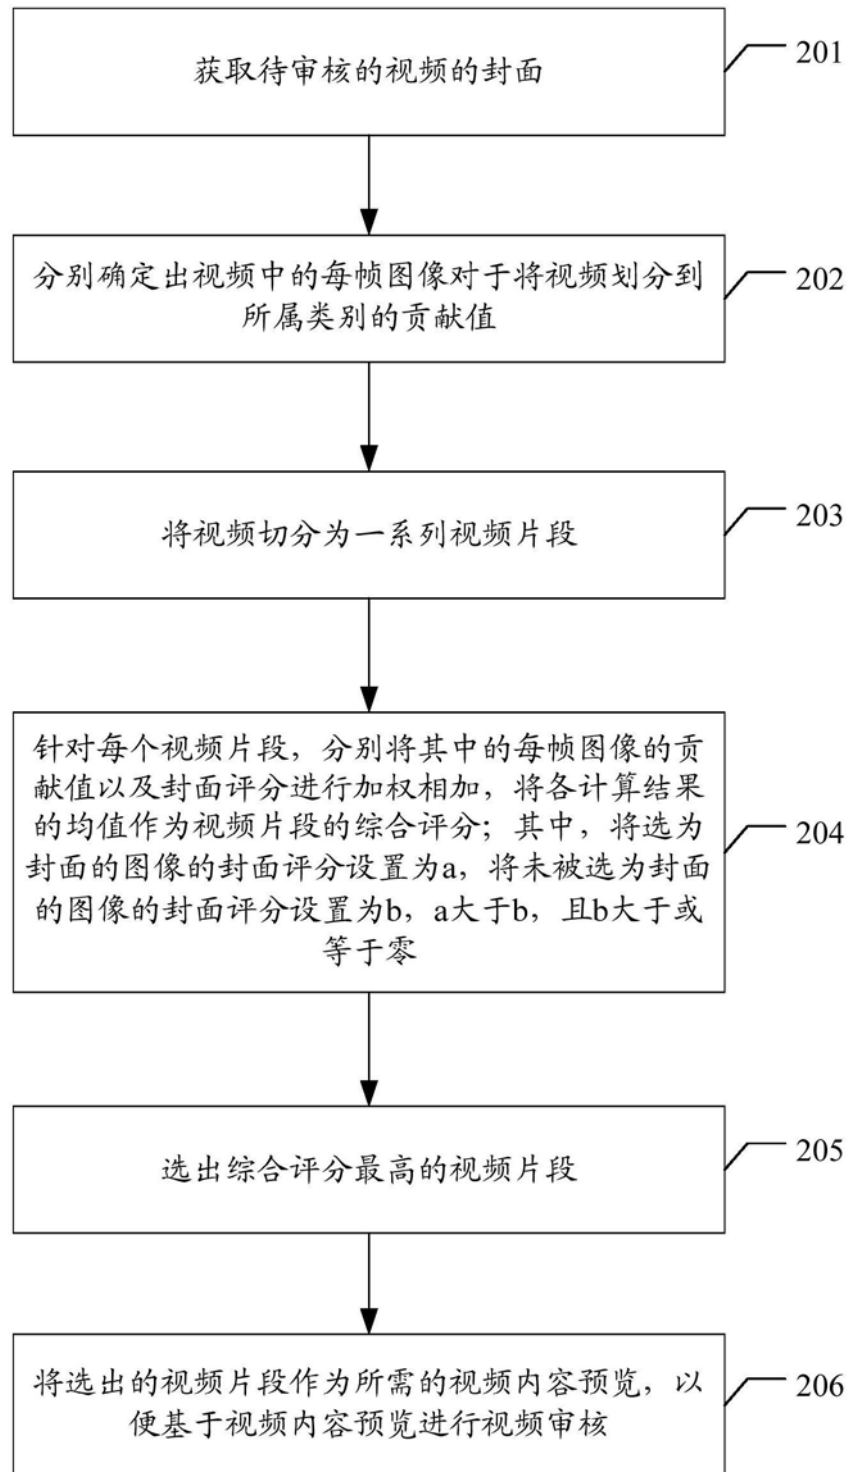 获取待审核的视频的封面
201
分别确定出视频中的每帧图像对于将视频划分到
所属类别的贡献值
202
将视频切分为一系列视频片段
203
针对每个视频片段，分别将其中的每帧图像的贡
献值以及封面评分进行加权相加，将各计算结果
的均值作为视频片段的综合评分；其中，将选为
封面的图像的封面评分设置为a，将未被选为封面
的图像的封面评分设置为b，a大于b，且b大于或
等于零
204
选出综合评分最高的视频片段
205
将选出的视频片段作为所需的视频内容预览，以
便基于视频内容预览进行视频审核
206